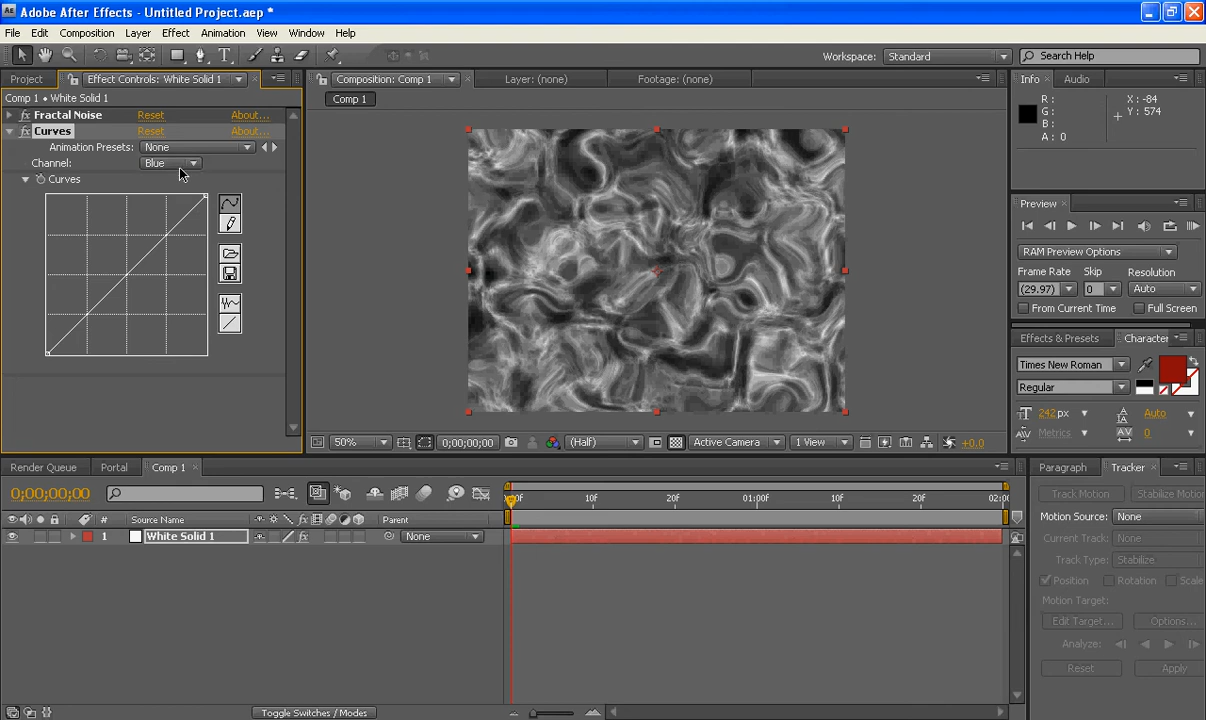 Adobe After Effects - Untitled Project.aep *
File Edit Composition Layer Effect Animation View Window Help
Workspace: Standard Search Help
Project Effect Controls: White Solid 1 Composition: Comp 1 Layer: (none) Footage: (none) Info Audio
Comp 1 • White Solid 1
Comp 1
R: G: B: A: 0
X: -84
Y: 574
Fractal Noise Reset About...
Curves Reset About...
Animation Presets: None
Channel: Blue
Curves
Preview
RAM Preview Options
Frame Rate Skip Resolution
(29.97) 0 Auto
From Current Time Full Screen
Effects & Presets Character
Times New Roman
Regular
242 px Auto
Metrics 0
50% 0;00;00;00 (Half) Active Camera 1 View +0.0
Render Queue Portal Comp 1
0;00;00;00
10f 20f 01:00f 10f 20f 02:00
# Source Name Parent
1 White Solid 1 None
Toggle Switches / Modes
Paragraph Tracker
Track Motion Stabilize Motion
Motion Source: None
Current Track: None
Track Type: Stabilize
Position Rotation Scale
Motion Target:
Edit Target... Options...
Analyze:
Reset Apply